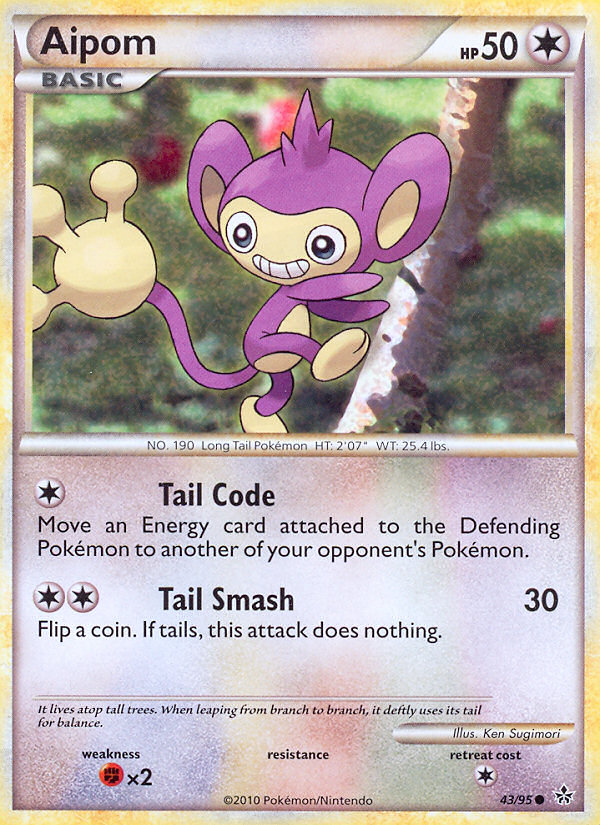 Aipom
HP 50
BASIC
NO. 190 Long Tail Pokémon HT: 2'07" WT: 25.4 lbs.
Tail Code
Move an Energy card attached to the Defending
Pokémon to another of your opponent's Pokémon.
Tail Smash 30
Flip a coin. If tails, this attack does nothing.
It lives atop tall trees. When leaping from branch to branch, it deftly uses its tail
for balance.
Illus. Ken Sugimori
weakness resistance retreat cost
×2
©2010 Pokémon/Nintendo 43/95